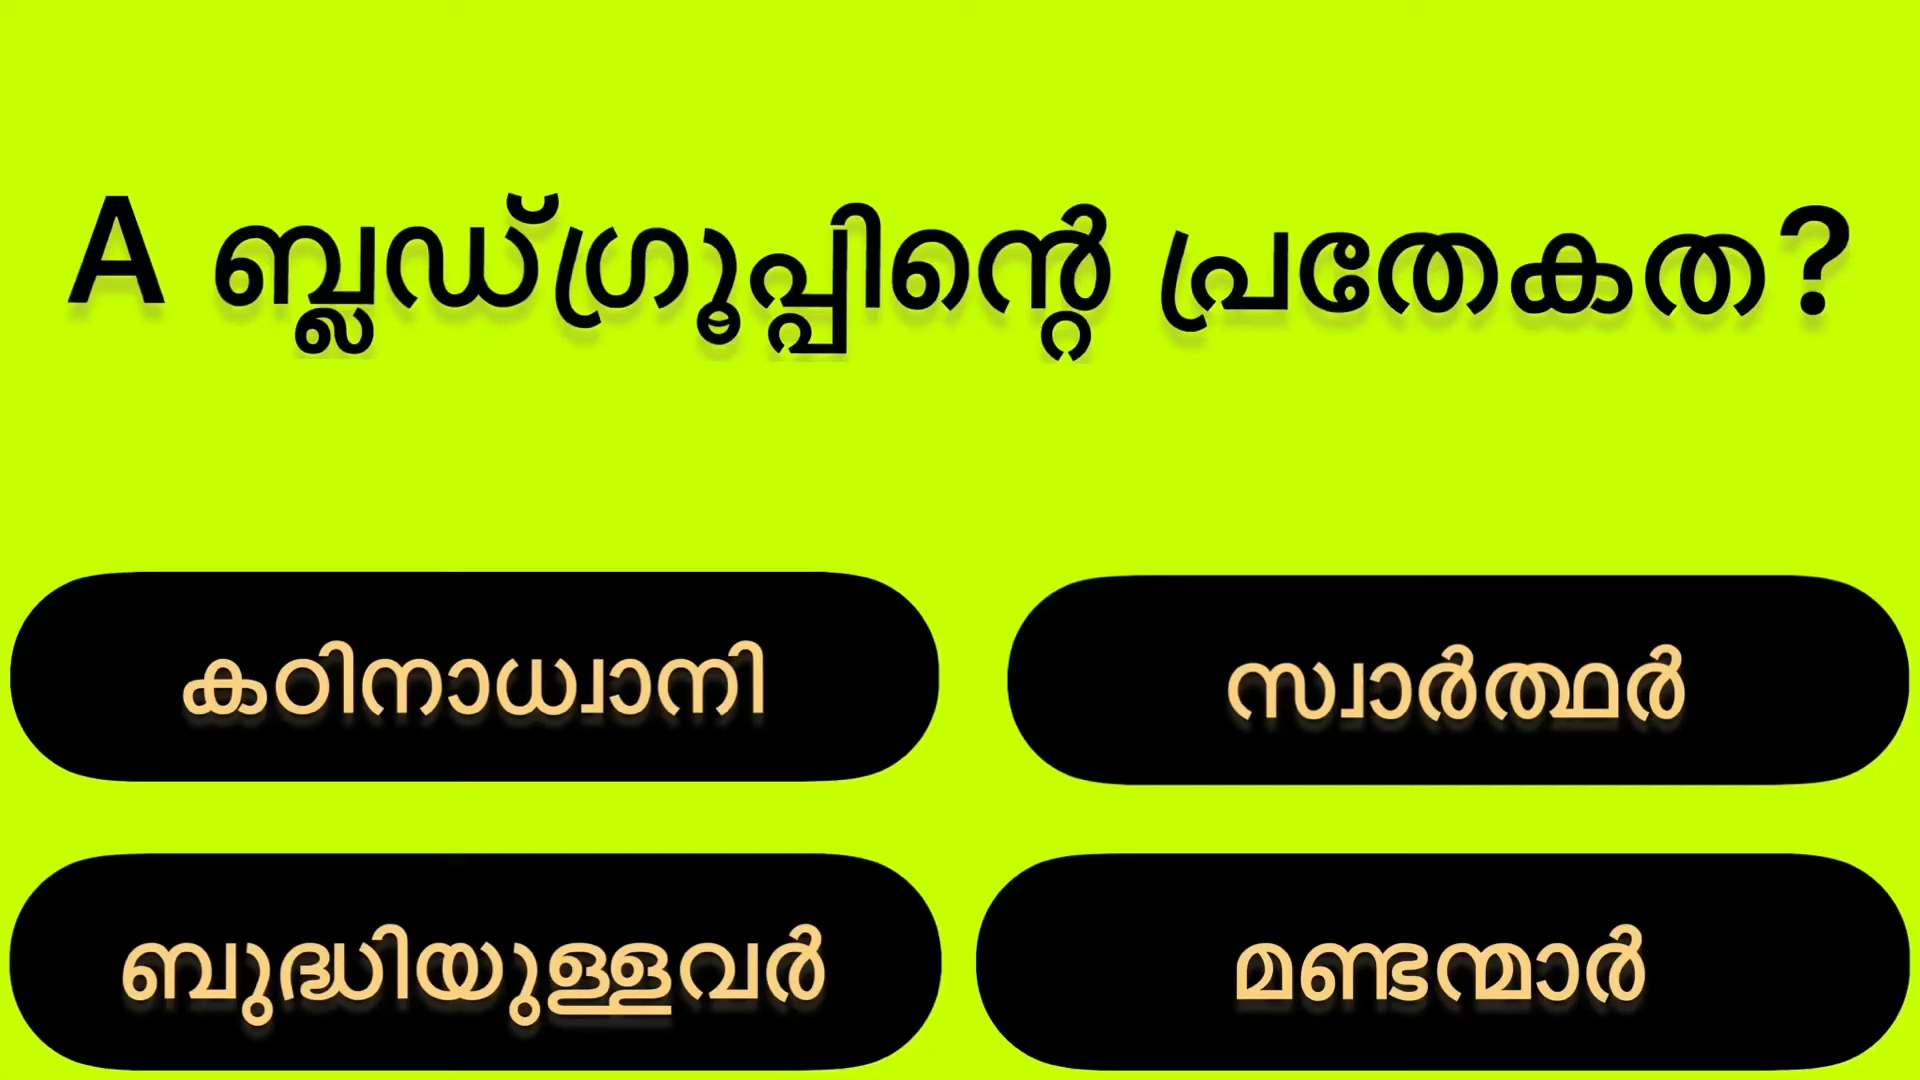 A ബ്ലഡ്ഗ്രൂപ്പിന്റെ പ്രതേകത?
കഠിനാധ്വാനി
സ്വാർത്ഥർ
ബുദ്ധിയുള്ളവർ
മണ്ടന്മാർ